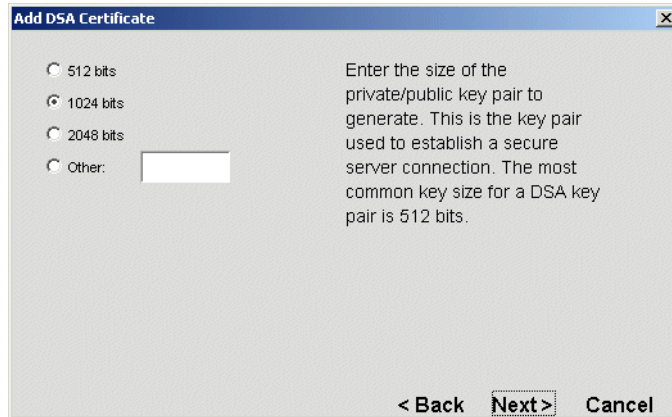 Add DSA Certificate
512 bits
1024 bits
2048 bits
Other:
Enter the size of the
private/public key pair to
generate. This is the key pair
used to establish a secure
server connection. The most
common key size for a DSA key
pair is 512 bits.
< Back Next > Cancel